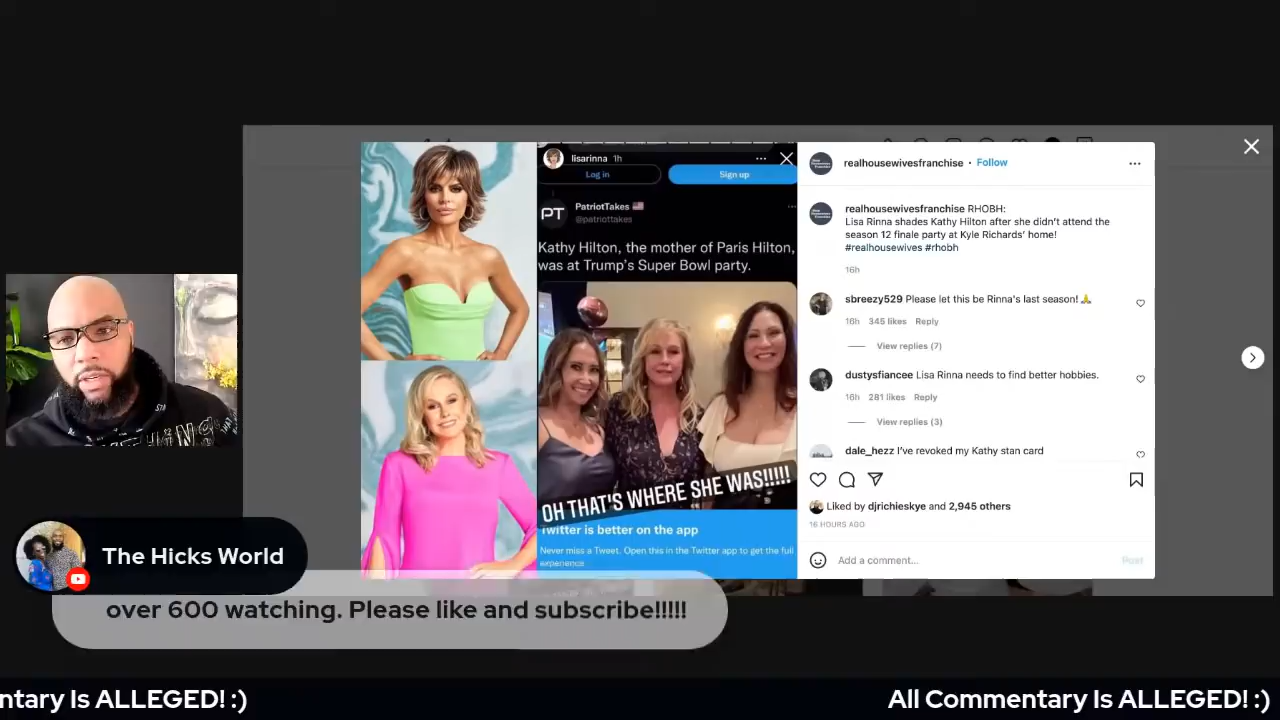 lisarinna 1h
Log in
Sign up
PT
PatriotTakes
@patriottakes
Kathy Hilton, the mother of Paris Hilton,
was at Trump's Super Bowl party.
OH THAT'S WHERE SHE WAS!!!!!
Twitter is better on the app
Never miss a Tweet. Open this in the Twitter app to get the full
experience
realhousewivesfranchise • Follow
realhousewivesfranchise RHOBH:
Lisa Rinna shades Kathy Hilton after she didn't attend the
season 12 finale party at Kyle Richards' home!
#realhousewives #rhobh
16h
sbreezy529 Please let this be Rinna's last season! 🙏
16h 345 likes Reply
View replies (7)
dustysfiancee Lisa Rinna needs to find better hobbies.
16h 281 likes Reply
View replies (3)
dale_hezz I've revoked my Kathy stan card
Liked by djrichieskye and 2,945 others
16 HOURS AGO
Add a comment...
Post
The Hicks World
over 600 watching. Please like and subscribe!!!!!
ntary Is ALLEGED! :)
All Commentary Is ALLEGED! :)